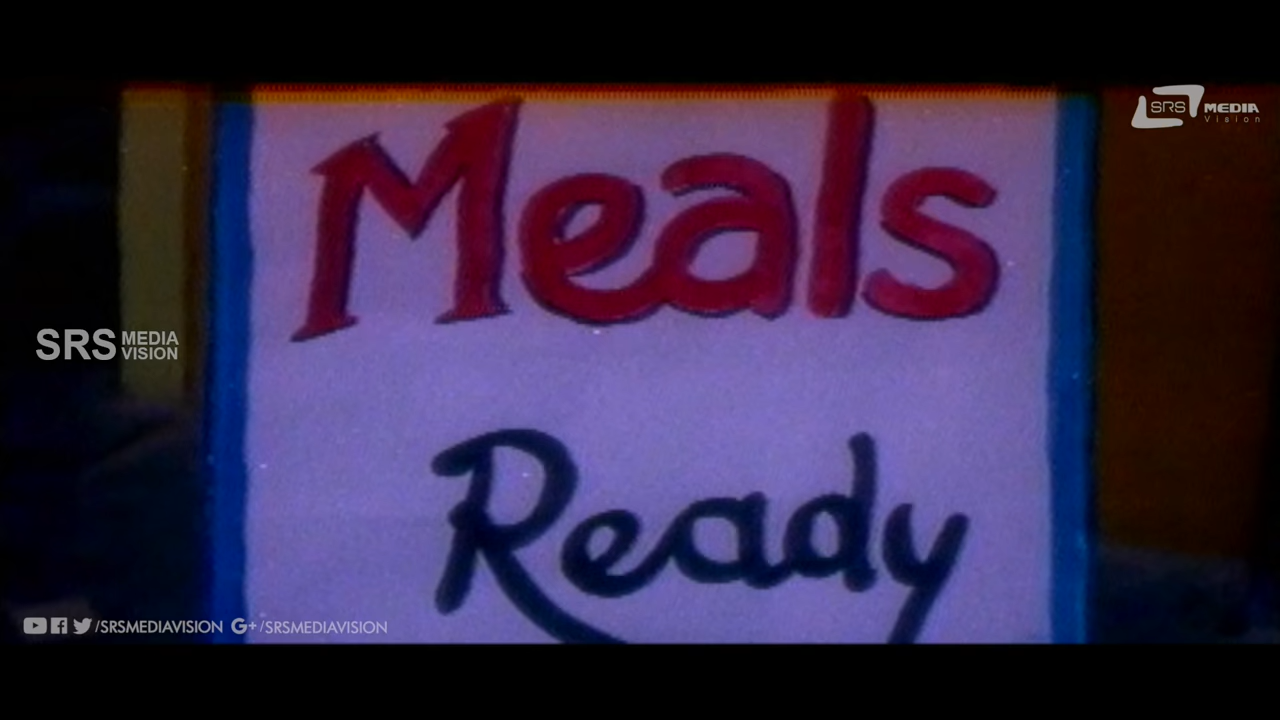 Meals
Ready
SRS MEDIA
Vision
SRS MEDIA
VISION
/SRSMEDIAVISION G+ /SRSMEDIAVISION